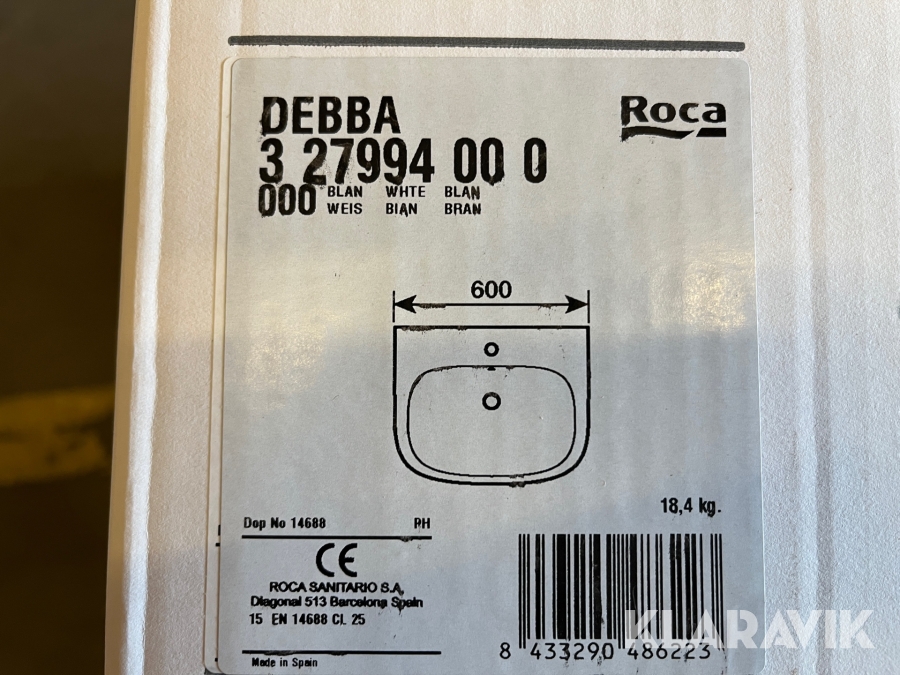 DEBBA
Roca
3 27994 00 0
000 BLAN WHTE BLAN
WEIS BIAN BRAN
600
18,4 kg.
Dop No 14688 PH
CE
ROCA SANITARIO S.A,
Diagonal 513 Barcelona Spain
15 EN 14688 CL 25
Made in Spain
8 433290 486223
KLARAVIK